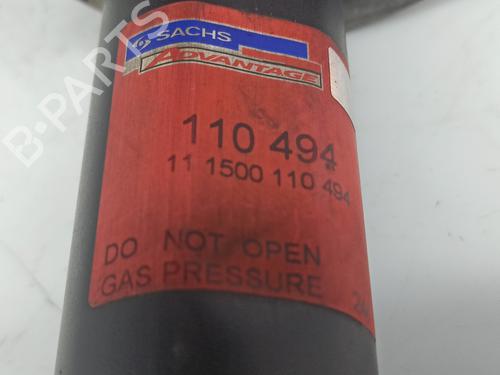 SACHS
ADVANTAGE
110 494
11 1500 110 494
DO NOT OPEN
GAS PRESSURE
B-PARTS